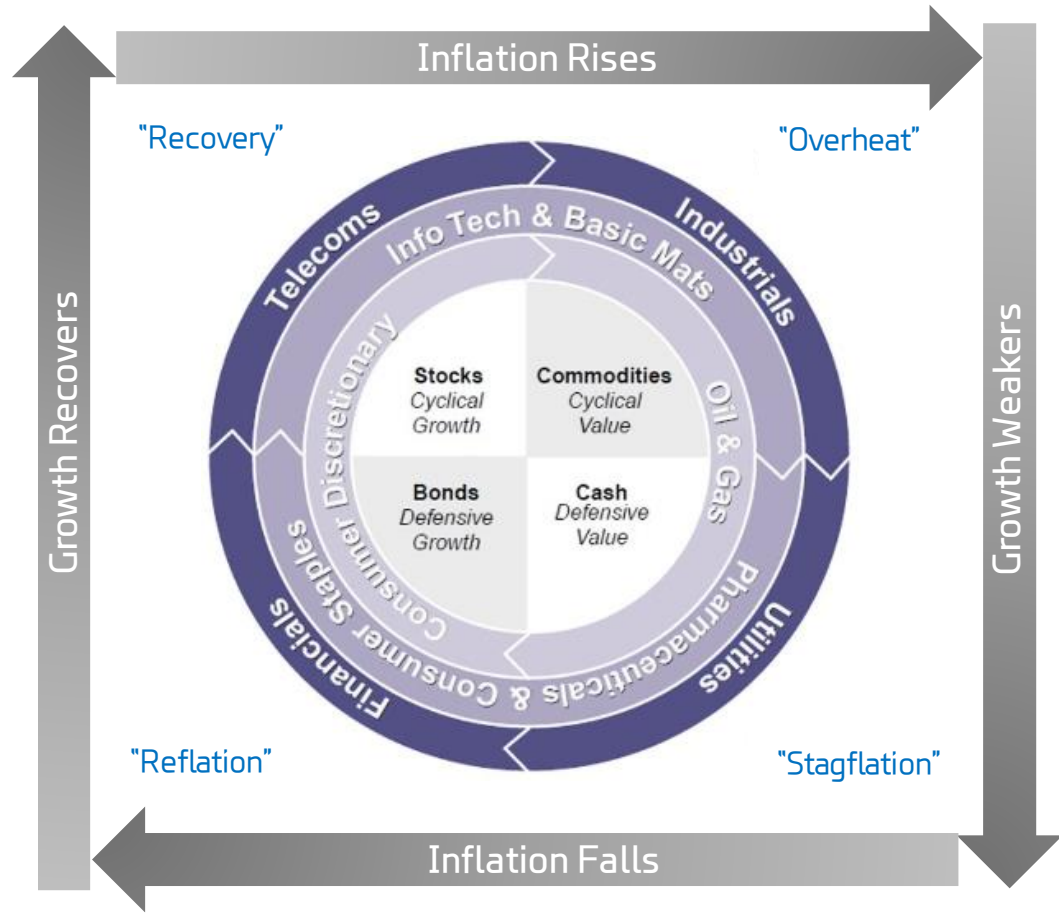 Inflation Rises
"Recovery"
"Overheat"
Telecoms
Info Tech & Basic Mats
Industrials
Growth Recovers
Growth Weakers
Consumer Discretionary
Oil & Gas
Stocks
Cyclical
Growth
Commodities
Cyclical
Value
Bonds
Defensive
Growth
Cash
Defensive
Value
Financials
Pharmaceuticals & Consumer Staples
Utilities
"Reflation"
"Stagflation"
Inflation Falls